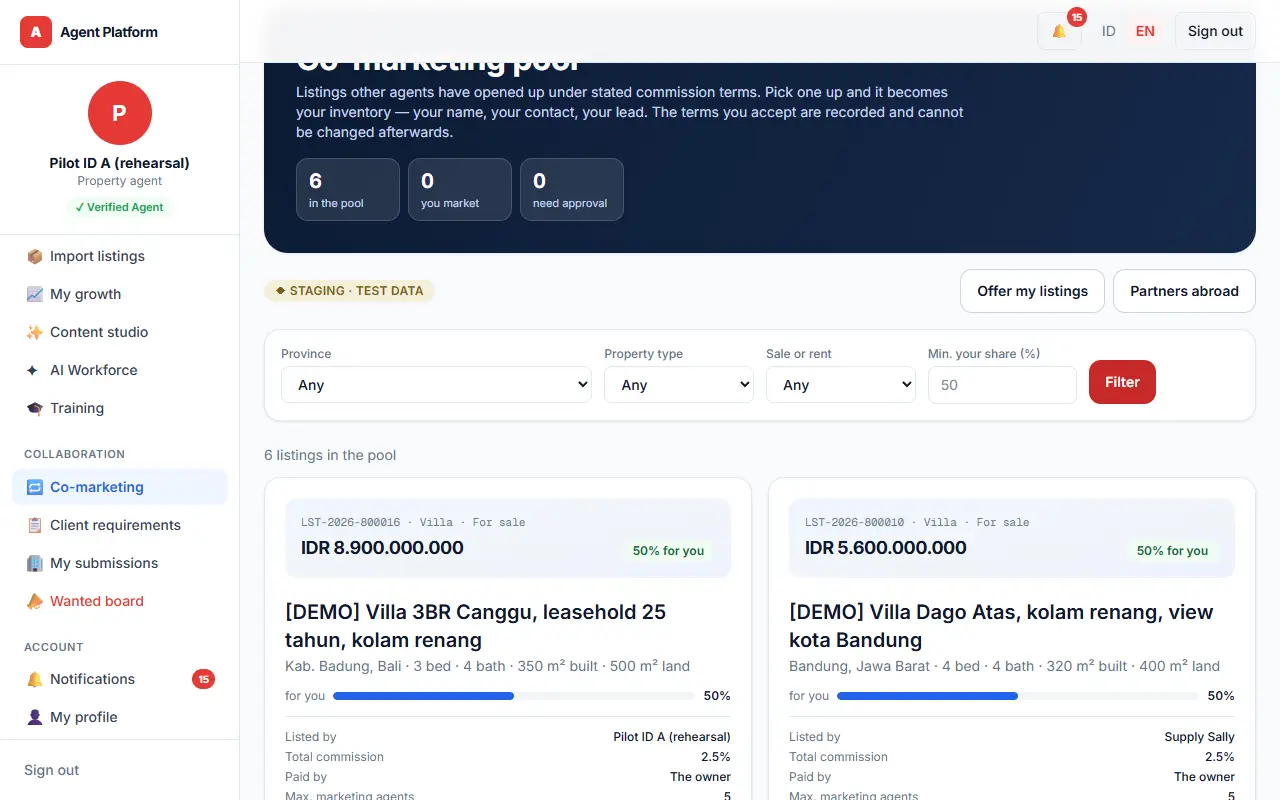 A Agent Platform
15
ID EN Sign out
P
Pilot ID A (rehearsal)
Property agent
✓ Verified Agent
Import listings
My growth
Content studio
AI Workforce
Training
COLLABORATION
Co-marketing
Client requirements
My submissions
Wanted board
ACCOUNT
Notifications 15
My profile
Sign out
Co-marketing pool
Listings other agents have opened up under stated commission terms. Pick one up and it becomes
your inventory — your name, your contact, your lead. The terms you accept are recorded and cannot
be changed afterwards.
6 0 0
in the pool you market need approval
STAGING · TEST DATA
Offer my listings Partners abroad
Province Property type Sale or rent Min. your share (%)
Any Any Any 50 Filter
6 listings in the pool
LST-2026-800016 · Villa · For sale
IDR 8.900.000.000
50% for you
[DEMO] Villa 3BR Canggu, leasehold 25
tahun, kolam renang
Kab. Badung, Bali · 3 bed · 4 bath · 350 m² built · 500 m² land
for you 50%
Listed by Pilot ID A (rehearsal)
Total commission 2.5%
Paid by The owner
Max. marketing agents 5
LST-2026-800010 · Villa · For sale
IDR 5.600.000.000
50% for you
[DEMO] Villa Dago Atas, kolam renang, view
kota Bandung
Bandung, Jawa Barat · 4 bed · 4 bath · 320 m² built · 400 m² land
for you 50%
Listed by Supply Sally
Total commission 2.5%
Paid by The owner
Max. marketing agents 5